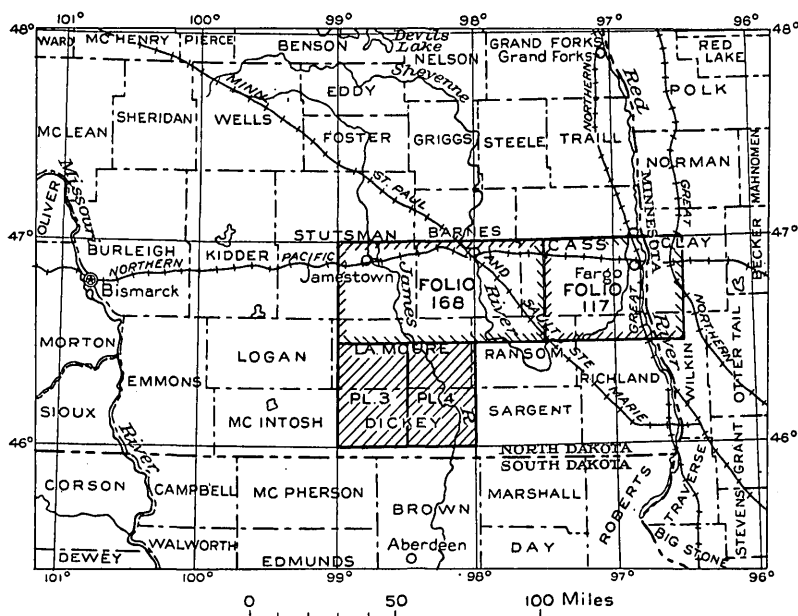 101° 100° 99° 98° 97° 96°
48° 48°
WARD MC HENRY PIERCE BENSON Devils Lake NELSON GRAND FORKS Grand Forks RED LAKE
MCLEAN SHERIDAN WELLS EDDY Sheyenne POLK
FOSTER GRIGGS STEELE TRAILL NORMAN MAHNOMEN
MINN. ST. PAUL AND SAULT STE MARIE
NORTHERN Red River MINNESOTA GREAT NORTHERN
GREAT
OLIVER Missouri River
STUTSMAN BARNES CASS CLAY BECKER
47° 47°
BURLEIGH KIDDER NORTHERN PACIFIC
Bismarck Jamestown James River Fargo
FOLIO 168
FOLIO 117
MORTON LOGAN LA MOURE RANSOM RICHLAND WILKIN OTTER TAIL
EMMONS PL.3 PL.4 R.
SIOUX MC INTOSH DICKEY SARGENT
46° 46°
NORTH DAKOTA
SOUTH DAKOTA
CORSON CAMPBELL MC PHERSON BROWN MARSHALL ROBERTS TRAVERSE GRANT STEVENS
DEWEY WALWORTH EDMUNDS Aberdeen DAY BIG STONE
101° 100° 99° 98° 97° 96°
0 50 100 Miles